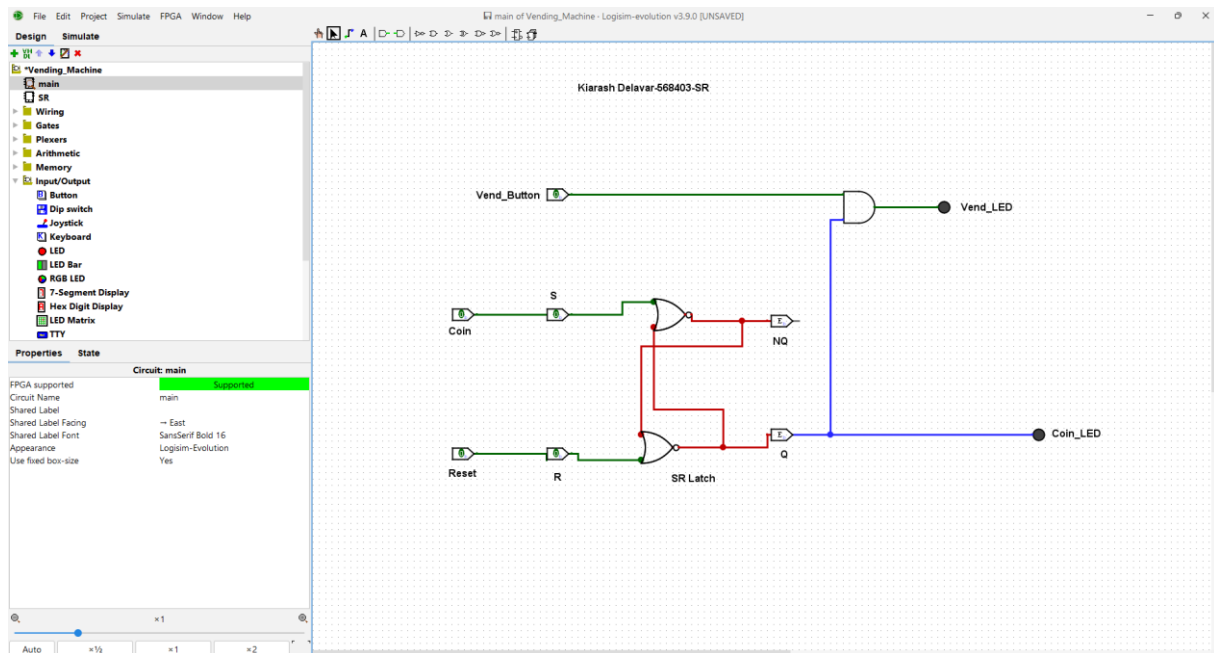 File Edit Project Simulate FPGA Window Help
main of Vending_Machine - Logisim-evolution v3.9.0 [UNSAVED]
Design Simulate
*Vending_Machine
main
SR
Wiring
Gates
Plexers
Arithmetic
Memory
Input/Output
Button
Dip switch
Joystick
Keyboard
LED
LED Bar
RGB LED
7-Segment Display
Hex Digit Display
LED Matrix
TTY
Properties State
Circuit: main
FPGA supported Supported
Circuit Name main
Shared Label
Shared Label Facing → East
Shared Label Font SansSerif Bold 16
Appearance Logisim-Evolution
Use fixed box-size Yes
×1
Auto ×½ ×1 ×2
Kiarash Delavar-568403-SR
Vend_Button 0
Vend_LED
S
0 0
Coin
E
NQ
E
Coin_LED
Q
0 0
Reset
R
SR Latch